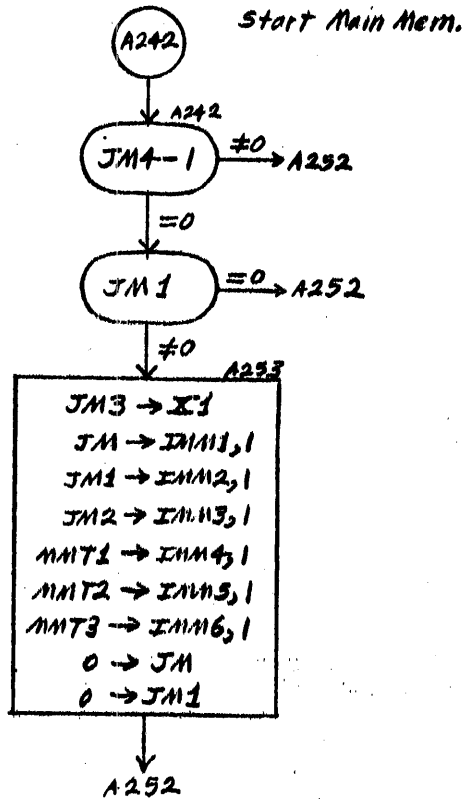 Start Main Mem.
A242
A242
JM4-1
≠0
A252
=0
JM1
=0
A252
≠0
A253
JM3 → X1
JM → IMM1,1
JM1 → IMM2,1
JM2 → IMM3,1
MMT1 → IMM4,1
MMT2 → IMM5,1
MMT3 → IMM6,1
0 → JM
0 → JM1
A252